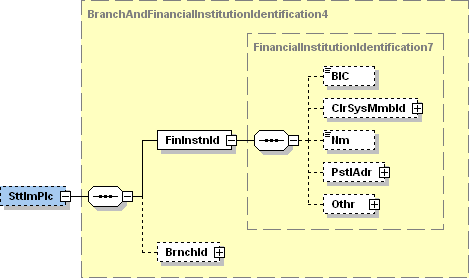 BranchAndFinancialInstitutionIdentification4
FinancialInstitutionIdentification7
BIC
ClrSysMmbId
FinInstnId
Nm
PstlAdr
SttlmPlc
Othr
BrnchId